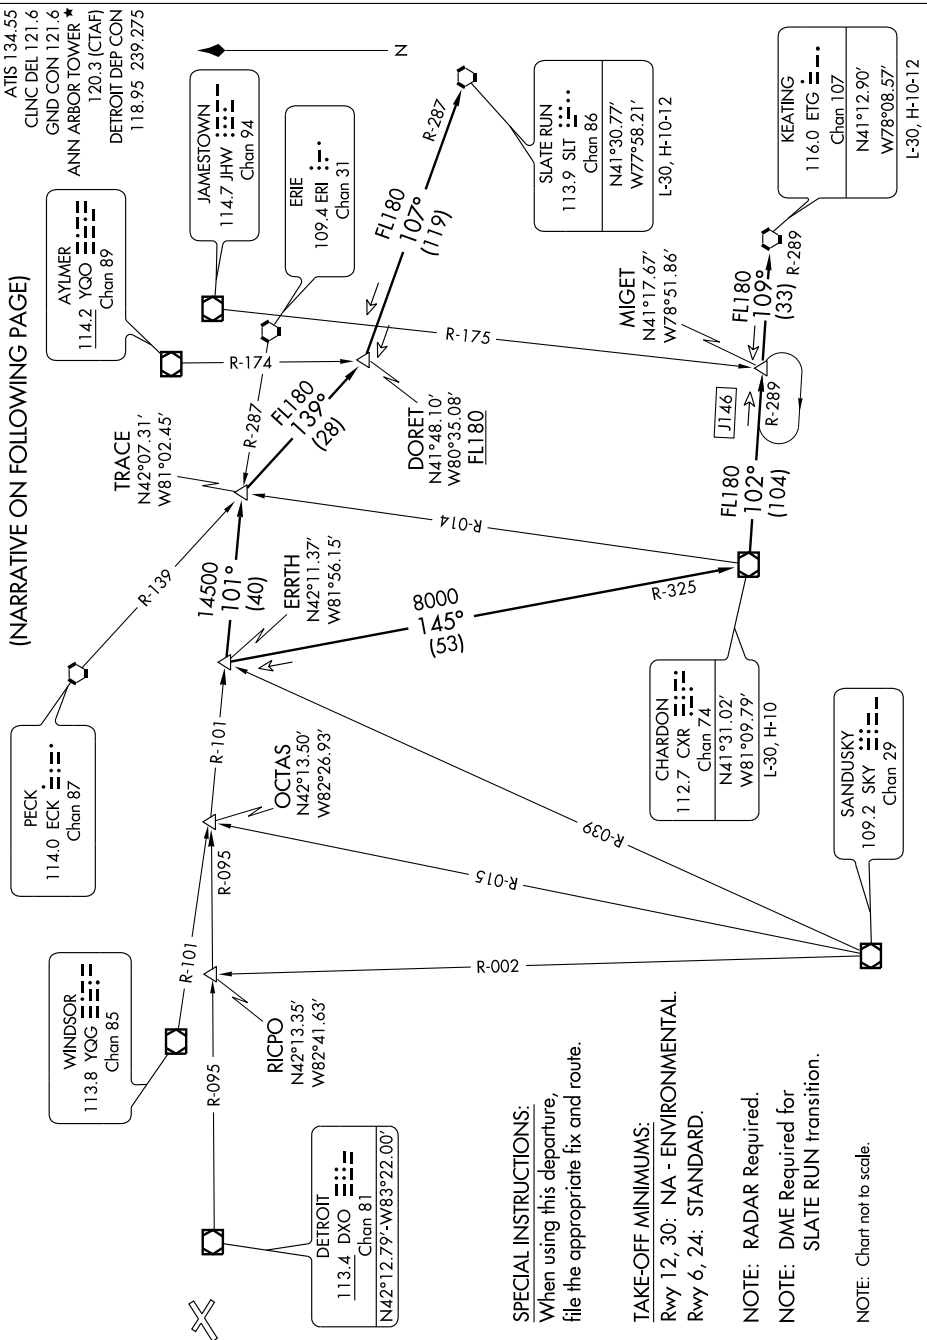 (NARRATIVE ON FOLLOWING PAGE)
ATIS 134.55
CLNC DEL 121.6
GND CON 121.6
ANN ARBOR TOWER★
120.3 (CTAF)
DETROIT DEP CON
118.95 239.275
N
PECK
114.0 ECK
Chan 87
AYLMER
114.2 YQO
Chan 89
JAMESTOWN
114.7 JHW
Chan 94
ERIE
109.4 ERI
Chan 31
WINDSOR
113.8 YQG
Chan 85
DETROIT
113.4 DXO
Chan 81
N42°12.79′-W83°22.00′
R-095
R-101
RICPO
N42°13.35′
W82°41.63′
R-095
OCTAS
N42°13.50′
W82°26.93′
R-101
ERRTH
N42°11.37′
W81°56.15′
14500
101°
(40)
R-139
TRACE
N42°07.31′
W81°02.45′
R-287
FL180
139°
(28)
R-174
DORET
N41°48.10′
W80°35.08′
FL180
FL180
107°
(119)
R-287
SLATE RUN
113.9 SLT
Chan 86
N41°30.77′
W77°58.21′
L-30, H-10-12
R-175
R-014
8000
145°
(53)
R-325
CHARDON
112.7 CXR
Chan 74
N41°31.02′
W81°09.79′
L-30, H-10
FL180
102°
(104)
J146
R-289
MIGET
N41°17.67′
W78°51.86′
FL180
109°
(33)
R-289
KEATING
116.0 ETG
Chan 107
N41°12.90′
W78°08.57′
L-30, H-10-12
R-002
R-015
R-039
SANDUSKY
109.2 SKY
Chan 29
SPECIAL INSTRUCTIONS:
When using this departure,
file the appropriate fix and route.
TAKE-OFF MINIMUMS:
Rwy 12, 30: NA - ENVIRONMENTAL.
Rwy 6, 24: STANDARD.
NOTE: RADAR Required.
NOTE: DME Required for
SLATE RUN transition.
NOTE: Chart not to scale.